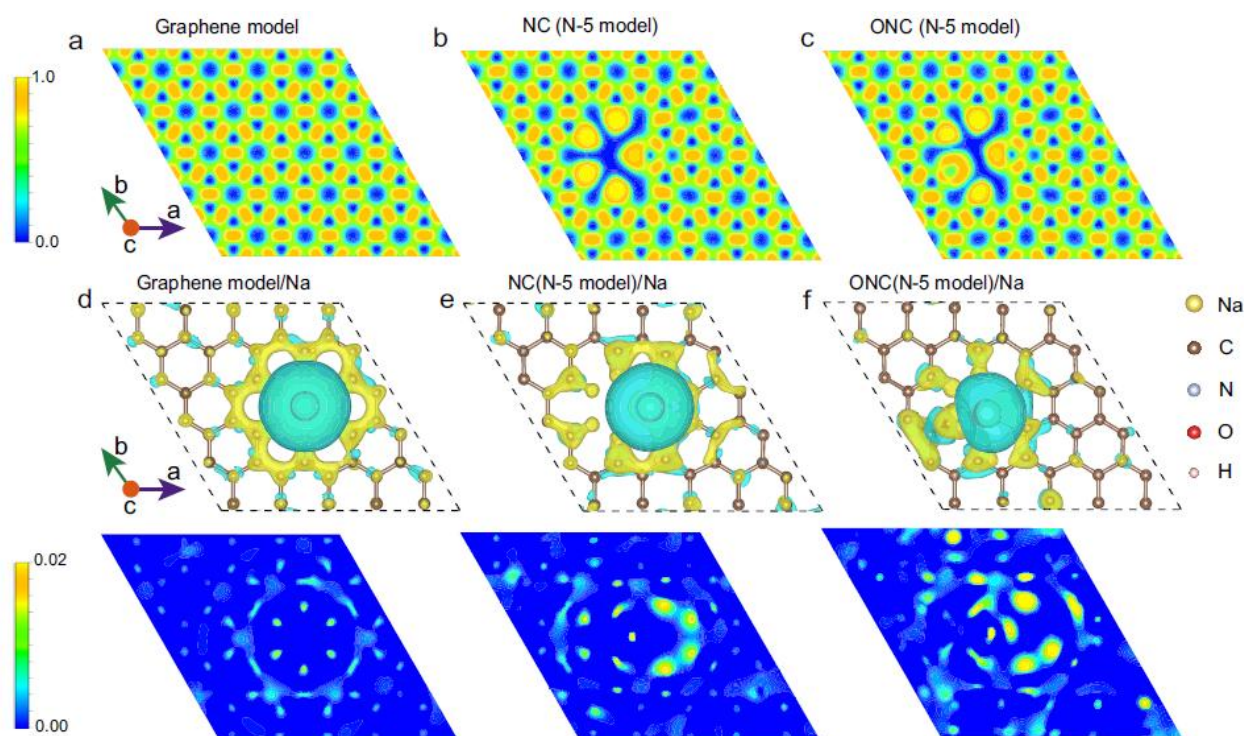 a Graphene model
b NC (N-5 model)
c ONC (N-5 model)
1.0
0.0
b
a
c
d Graphene model/Na
e NC(N-5 model)/Na
f ONC(N-5 model)/Na
Na
C
N
O
H
b
a
c
0.02
0.00